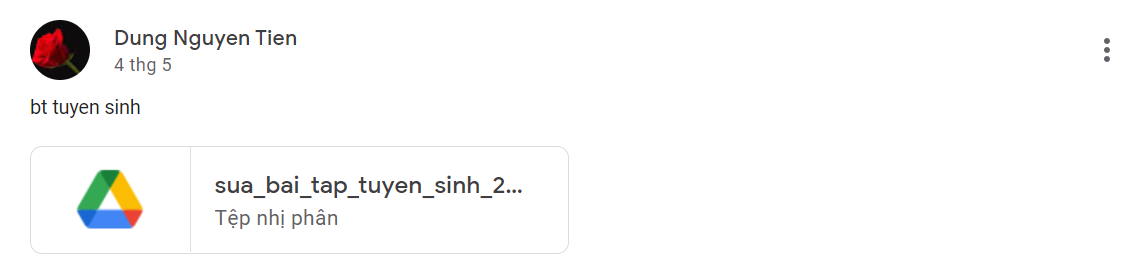 Dung Nguyen Tien
4 thg 5
bt tuyen sinh
sua_bai_tap_tuyen_sinh_2...
Tệp nhị phân